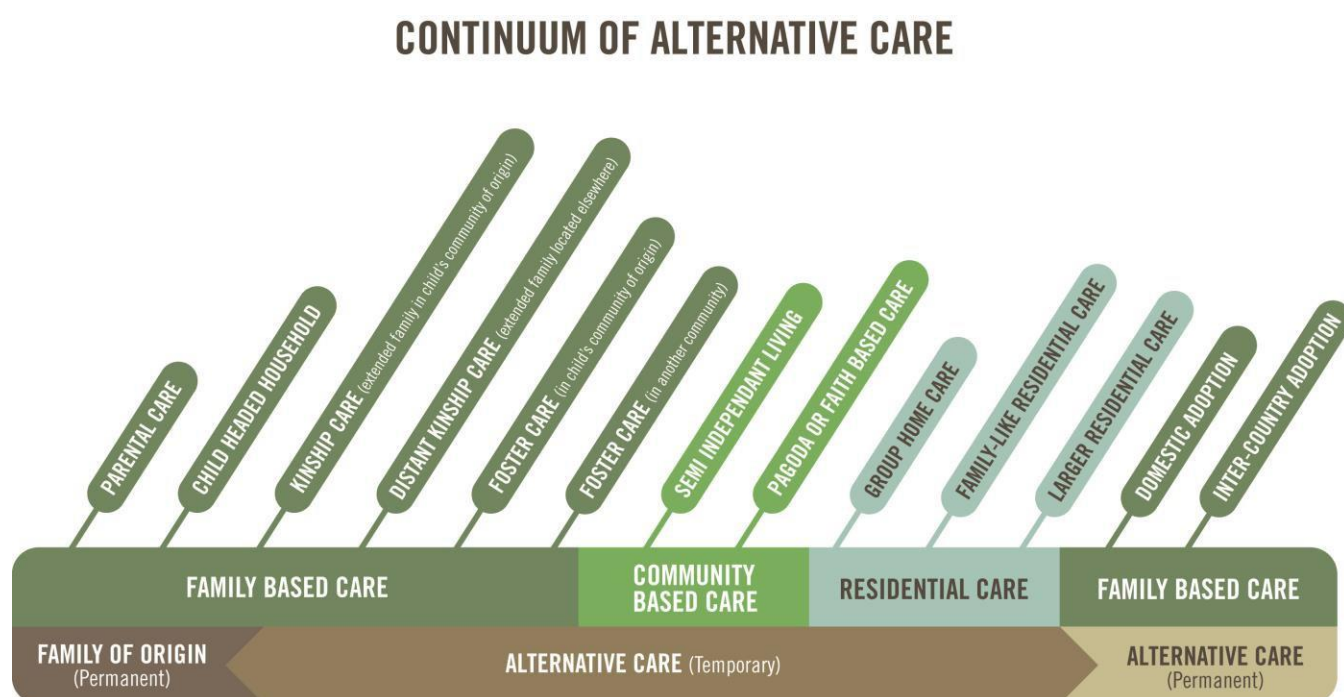 CONTINUUM OF ALTERNATIVE CARE
PARENTAL CARE
CHILD HEADED HOUSEHOLD
KINSHIP CARE (extended family in child's community of origin)
DISTANT KINSHIP CARE (extended family located elsewhere)
FOSTER CARE (in child's community of origin)
FOSTER CARE (in another community)
SEMI INDEPENDANT LIVING
PAGODA OR FAITH BASED CARE
GROUP HOME CARE
FAMILY-LIKE RESIDENTIAL CARE
LARGER RESIDENTIAL CARE
DOMESTIC ADOPTION
INTER-COUNTRY ADOPTION
FAMILY BASED CARE
COMMUNITY
BASED CARE
RESIDENTIAL CARE
FAMILY BASED CARE
FAMILY OF ORIGIN
(Permanent)
ALTERNATIVE CARE (Temporary)
ALTERNATIVE CARE
(Permanent)